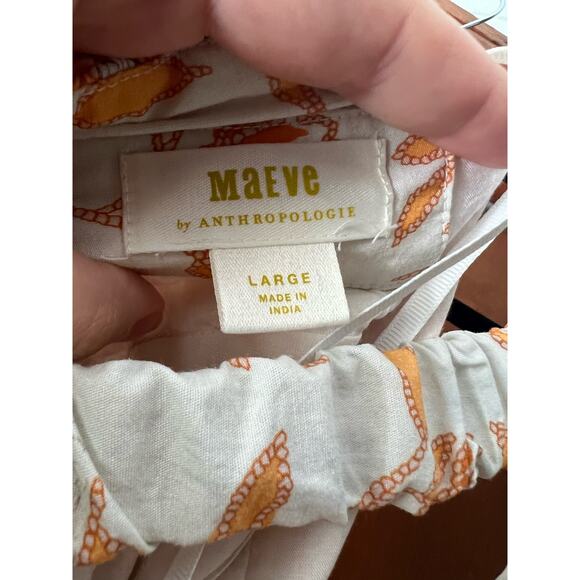 MaEve
by ANTHROPOLOGIE
LARGE
MADE IN
INDIA